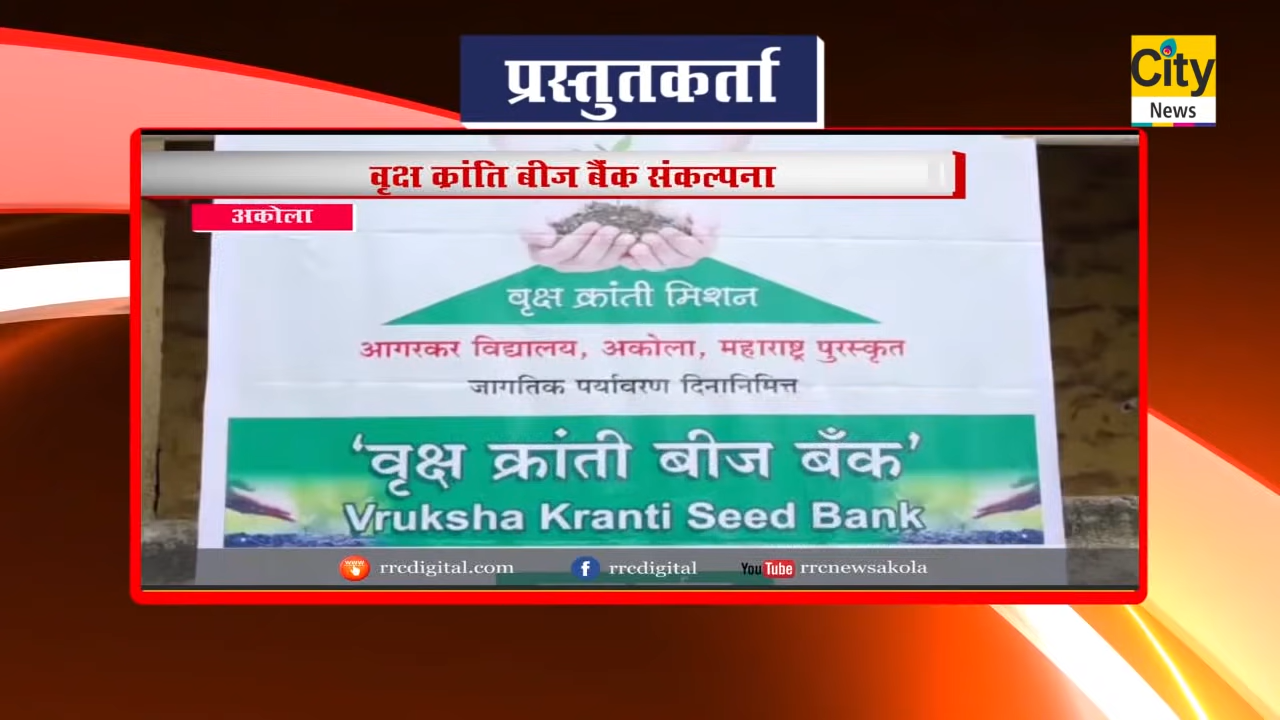 प्रस्तुतकर्ता
City
News
वृक्ष क्रांति बीज बैंक संकल्पना
अकोला
वृक्ष क्रांती मिशन
आगरकर विद्यालय, अकोला, महाराष्ट्र पुरस्कृत
जागतिक पर्यावरण दिनानिमित्त
‘वृक्ष क्रांती बीज बँक’
Vruksha Kranti Seed Bank
www rrcdigital.com f rrcdigital YouTube rrcnewsakola